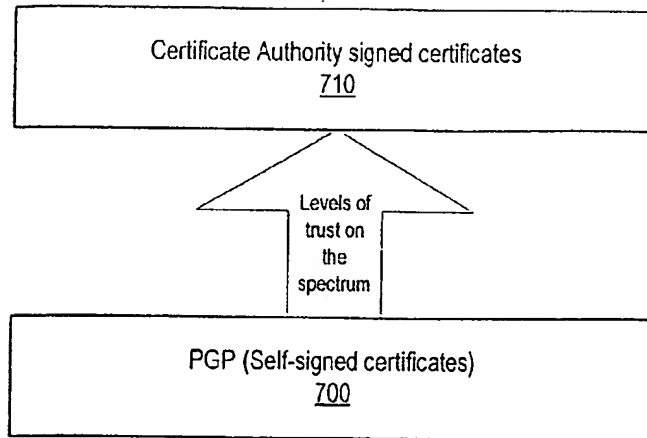 Certificate Authority signed certificates
710
Levels of
trust on
the
spectrum
PGP (Self-signed certificates)
700